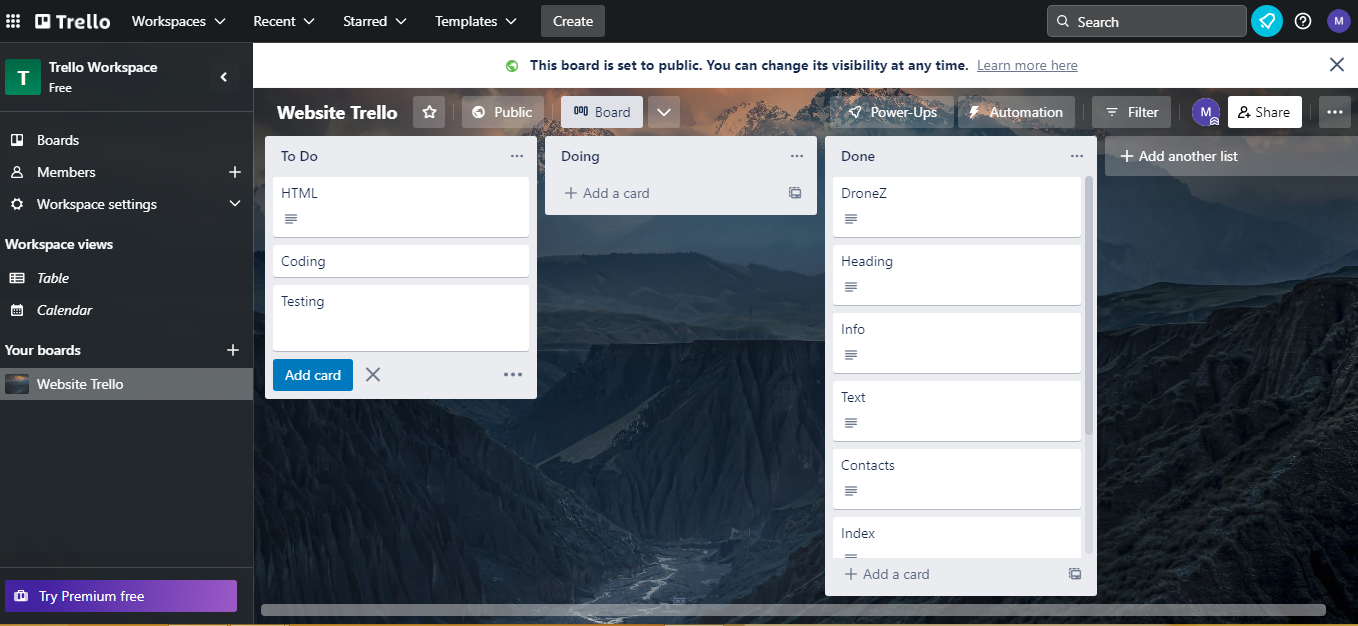 Trello Workspaces Recent Starred Templates Create Search M
T Trello Workspace
Free
This board is set to public. You can change its visibility at any time. Learn more here
Website Trello Public Board Power-Ups Automation Filter M Share
Boards
Members
Workspace settings
Workspace views
Table
Calendar
Your boards
Website Trello
Try Premium free
To Do
HTML
Coding
Testing
Add card
Doing
Add a card
Done
DroneZ
Heading
Info
Text
Contacts
Index
Add a card
Add another list